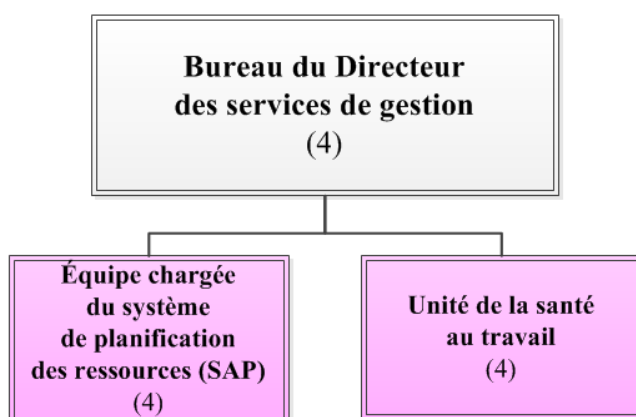 Bureau du Directeur
des services de gestion
(4)
Équipe chargée
du système
de planification
des ressources (SAP)
(4)
Unité de la santé
au travail
(4)